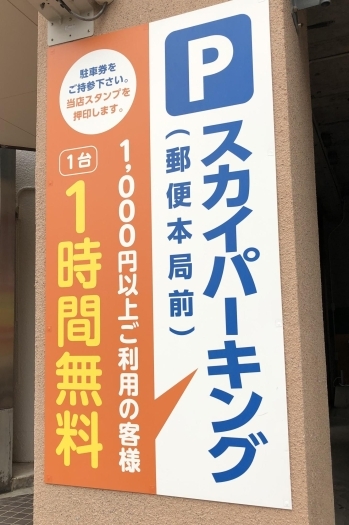 P
スカイパーキング
(郵便本局前)
駐車券を
ご持参下さい。
当店スタンプを
押印します。
1,000円以上ご利用の客様
1台
1時間無料